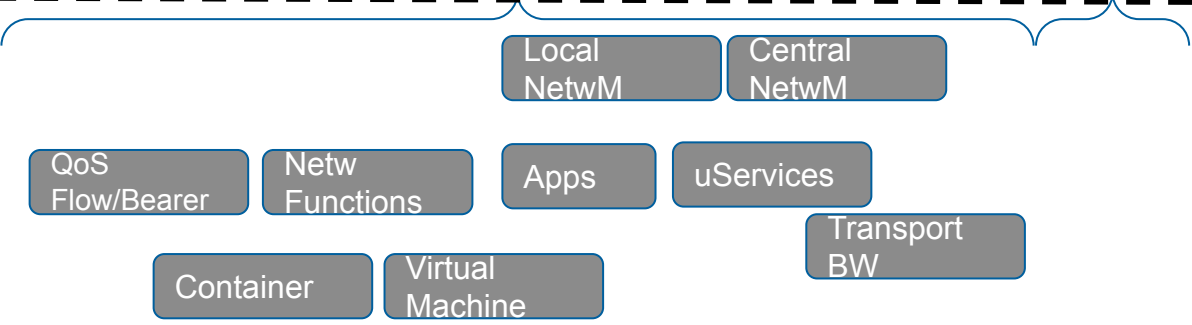 Local
NetwM
Central
NetwM
QoS
Flow/Bearer
Netw
Functions
Apps
uServices
Transport
BW
Container
Virtual
Machine